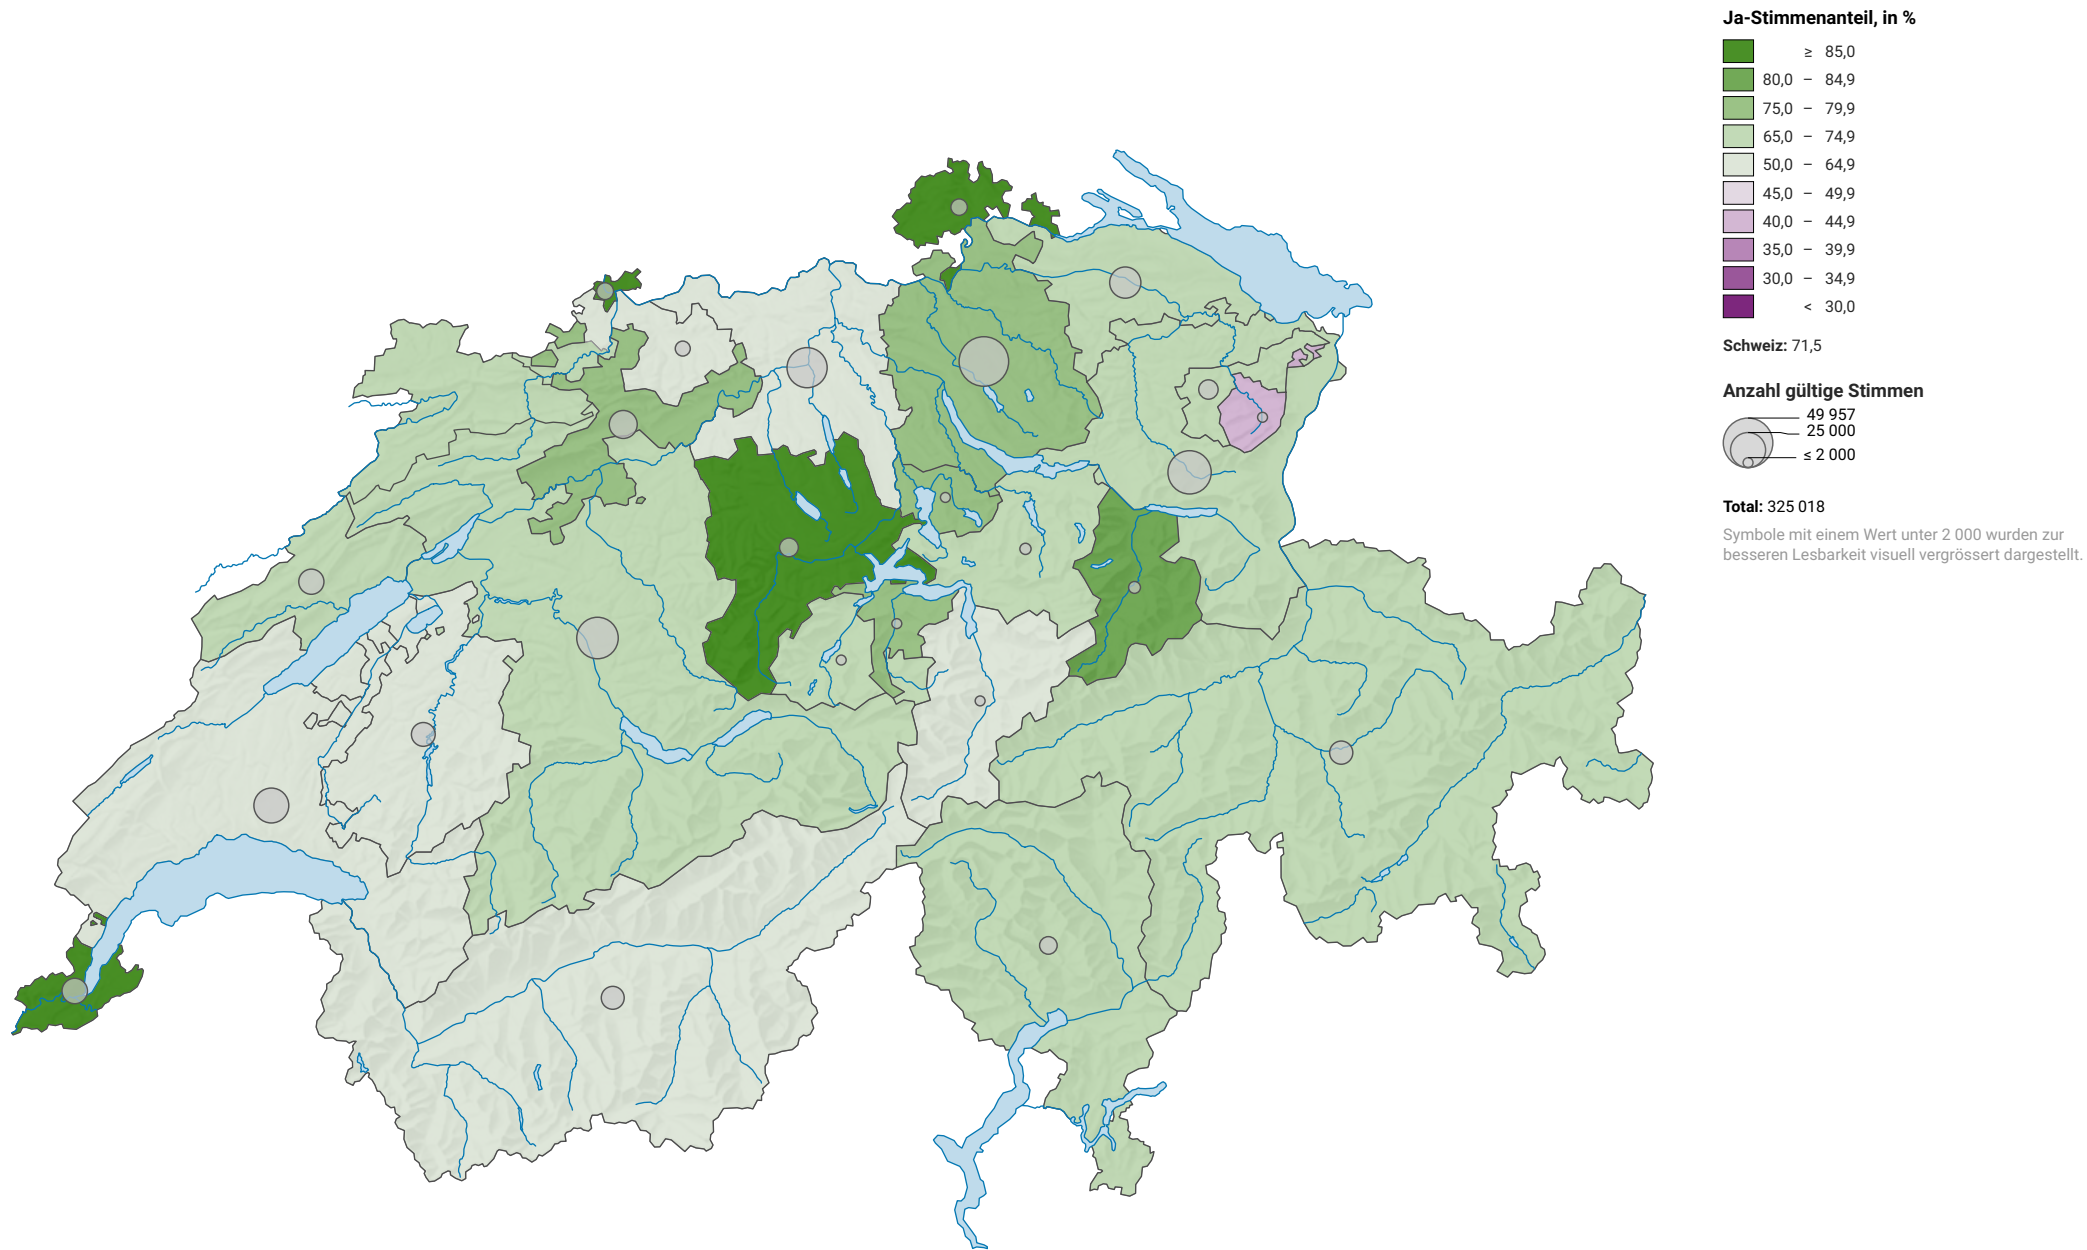 Ja-Stimmenanteil, in %
≥ 85,0
80,0 – 84,9
75,0 – 79,9
65,0 – 74,9
50,0 – 64,9
45,0 – 49,9
40,0 – 44,9
35,0 – 39,9
30,0 – 34,9
< 30,0
Schweiz: 71,5
Anzahl gültige Stimmen
49 957
25 000
≤ 2 000
Total: 325 018
Symbole mit einem Wert unter 2 000 wurden zur
besseren Lesbarkeit visuell vergrössert dargestellt.